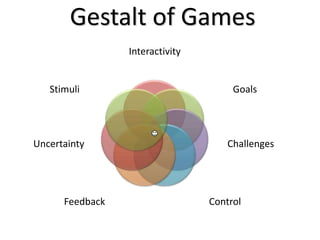 Gestalt of Games
Interactivity
Stimuli
Goals
Uncertainty
Challenges
Feedback
Control